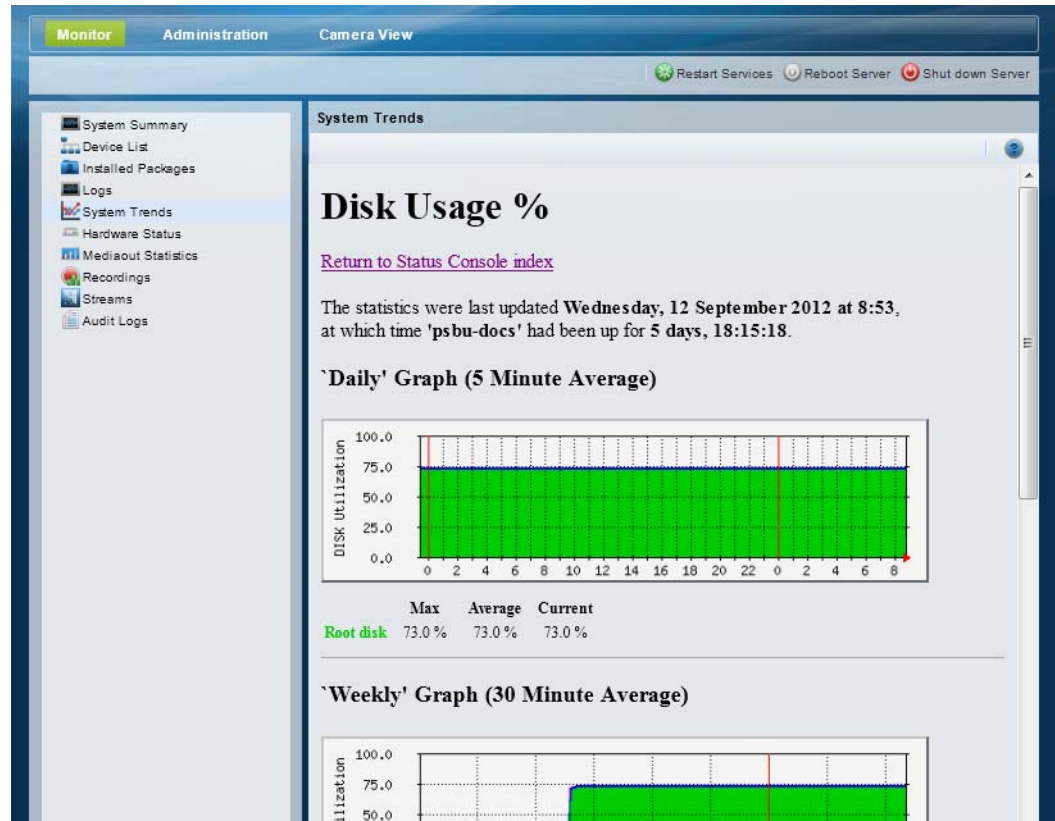 Monitor Administration Camera View
Restart Services Reboot Server Shut down Server
System Summary
Device List
Installed Packages
Logs
System Trends
Hardware Status
Mediaout Statistics
Recordings
Streams
Audit Logs
System Trends
?
Disk Usage %
Return to Status Console index
The statistics were last updated Wednesday, 12 September 2012 at 8:53,
at which time 'psbu-docs' had been up for 5 days, 18:15:18.
`Daily' Graph (5 Minute Average)
DISK Utilization
100.0
75.0
50.0
25.0
0.0
0 2 4 6 8 10 12 14 16 18 20 22 0 2 4 6 8
Max Average Current
Root disk 73.0 % 73.0 % 73.0 %
`Weekly' Graph (30 Minute Average)
100.0
75.0
50.0